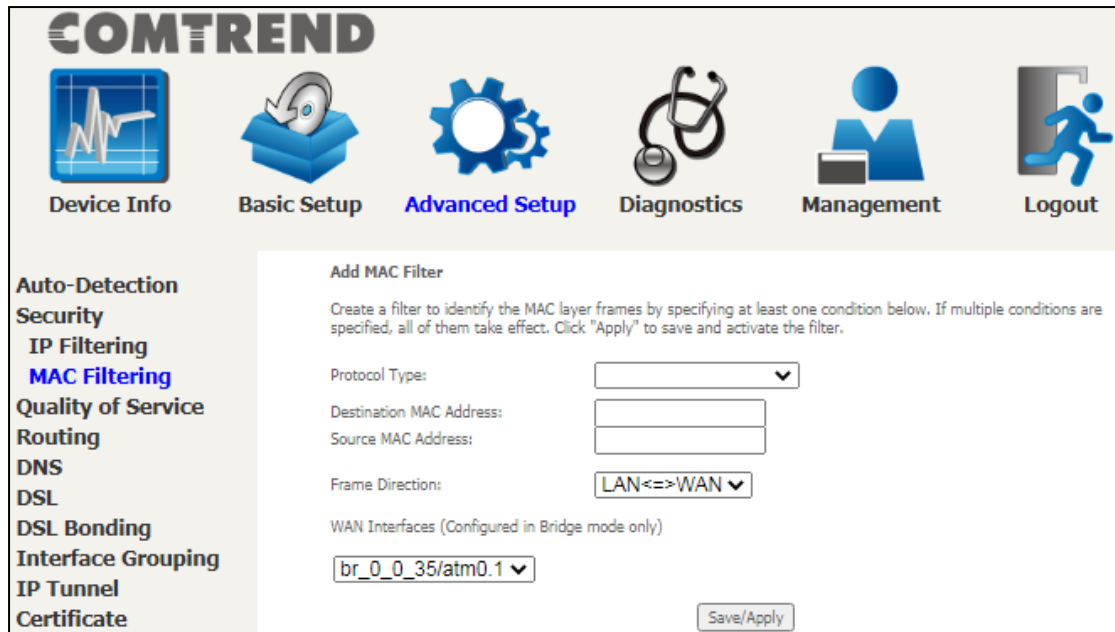 COMTREND
Device Info
Basic Setup
Advanced Setup
Diagnostics
Management
Logout
Auto-Detection
Security
IP Filtering
MAC Filtering
Quality of Service
Routing
DNS
DSL
DSL Bonding
Interface Grouping
IP Tunnel
Certificate
Add MAC Filter
Create a filter to identify the MAC layer frames by specifying at least one condition below. If multiple conditions are
specified, all of them take effect. Click "Apply" to save and activate the filter.
Protocol Type:
Destination MAC Address:
Source MAC Address:
Frame Direction: LAN<=>WAN
WAN Interfaces (Configured in Bridge mode only)
br_0_0_35/atm0.1
Save/Apply